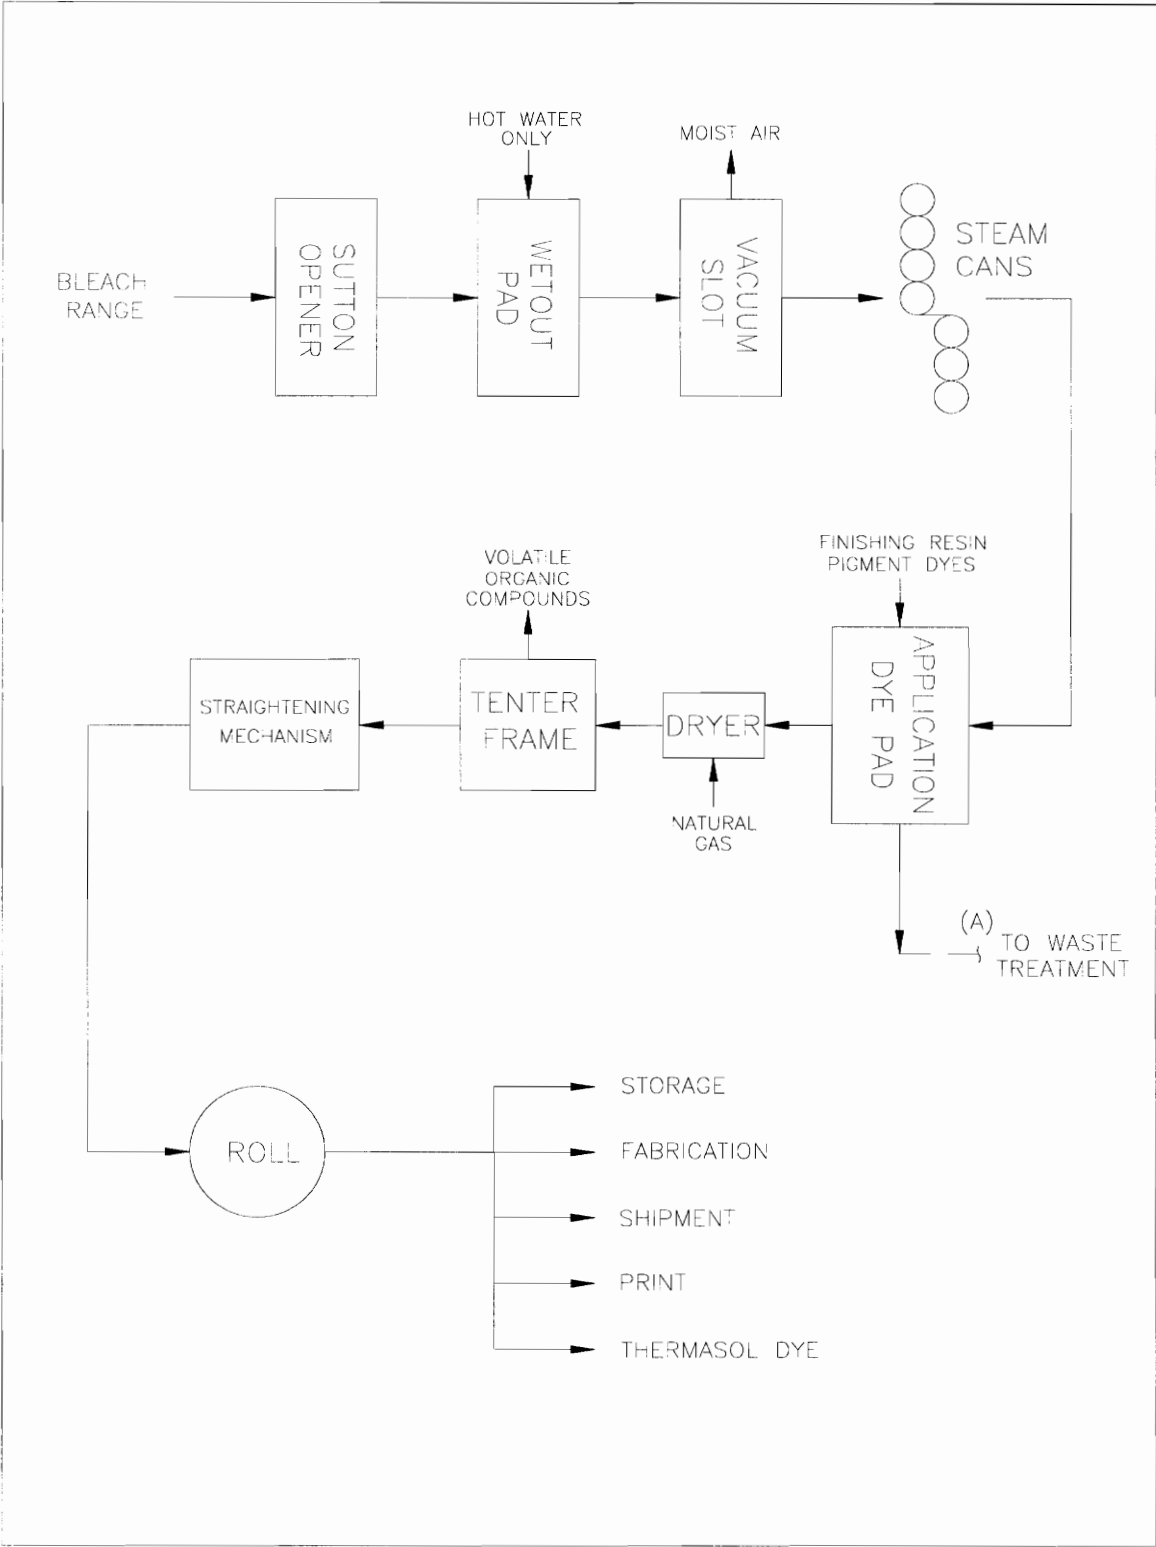 HOT WATER
ONLY
MOIST AIR
BLEACH
RANGE
SUTTON
OPENER
WETOUT
PAD
VACUUM
SLOT
STEAM
CANS
FINISHING RESIN
PIGMENT DYES
VOLATILE
ORGANIC
COMPOUNDS
APPLICATION
DYE PAD
DRYER
NATURAL
GAS
TENTER
FRAME
STRAIGHTENING
MECHANISM
(A)
TO WASTE
TREATMENT
ROLL
STORAGE
FABRICATION
SHIPMENT
PRINT
THERMASOL DYE